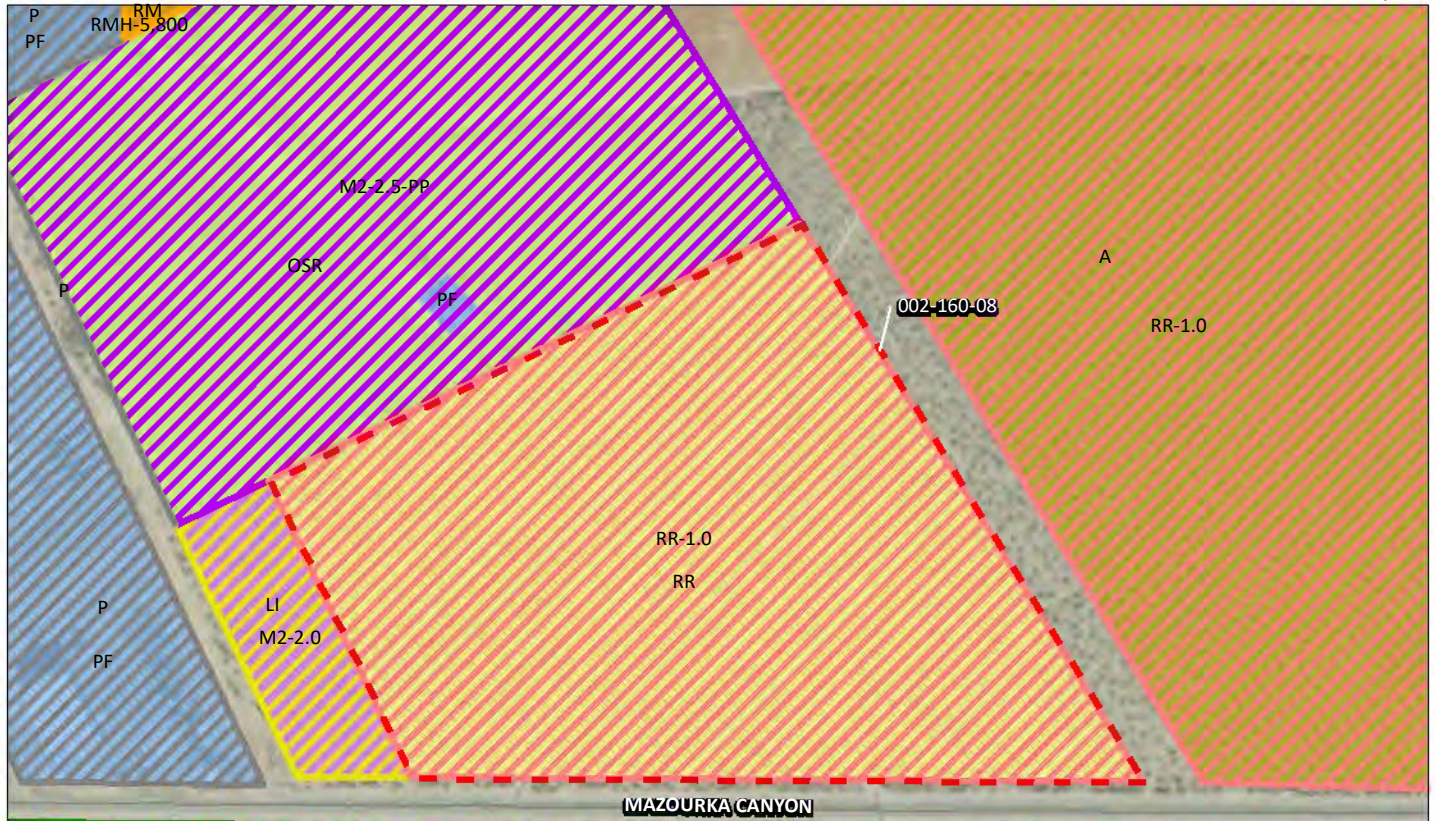 P
RM
RMH-5,800
PF
M2-2.5-PP
OSR
A
P
PF
002-160-08
RR-1.0
RR-1.0
RR
LI
P
M2-2.0
PF
MAZOURKA CANYON